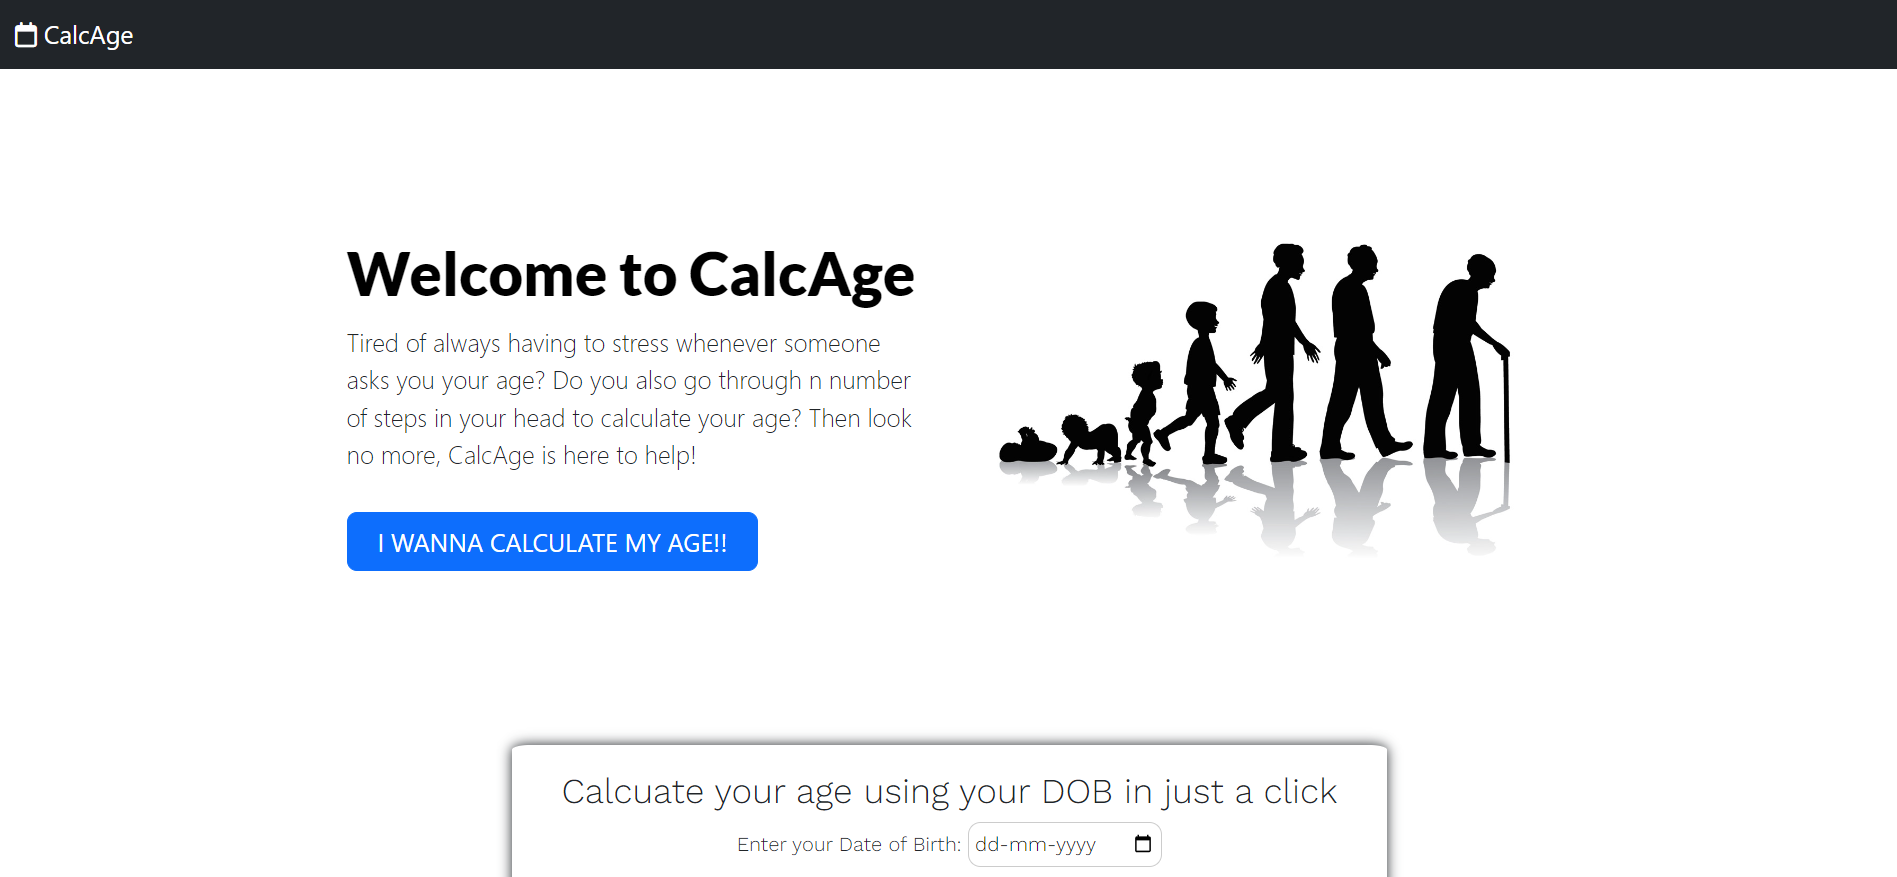 CalcAge
Welcome to CalcAge
Tired of always having to stress whenever someone
asks you your age? Do you also go through n number
of steps in your head to calculate your age? Then look
no more, CalcAge is here to help!
I WANNA CALCULATE MY AGE!!
Calcuate your age using your DOB in just a click
Enter your Date of Birth: dd-mm-yyyy